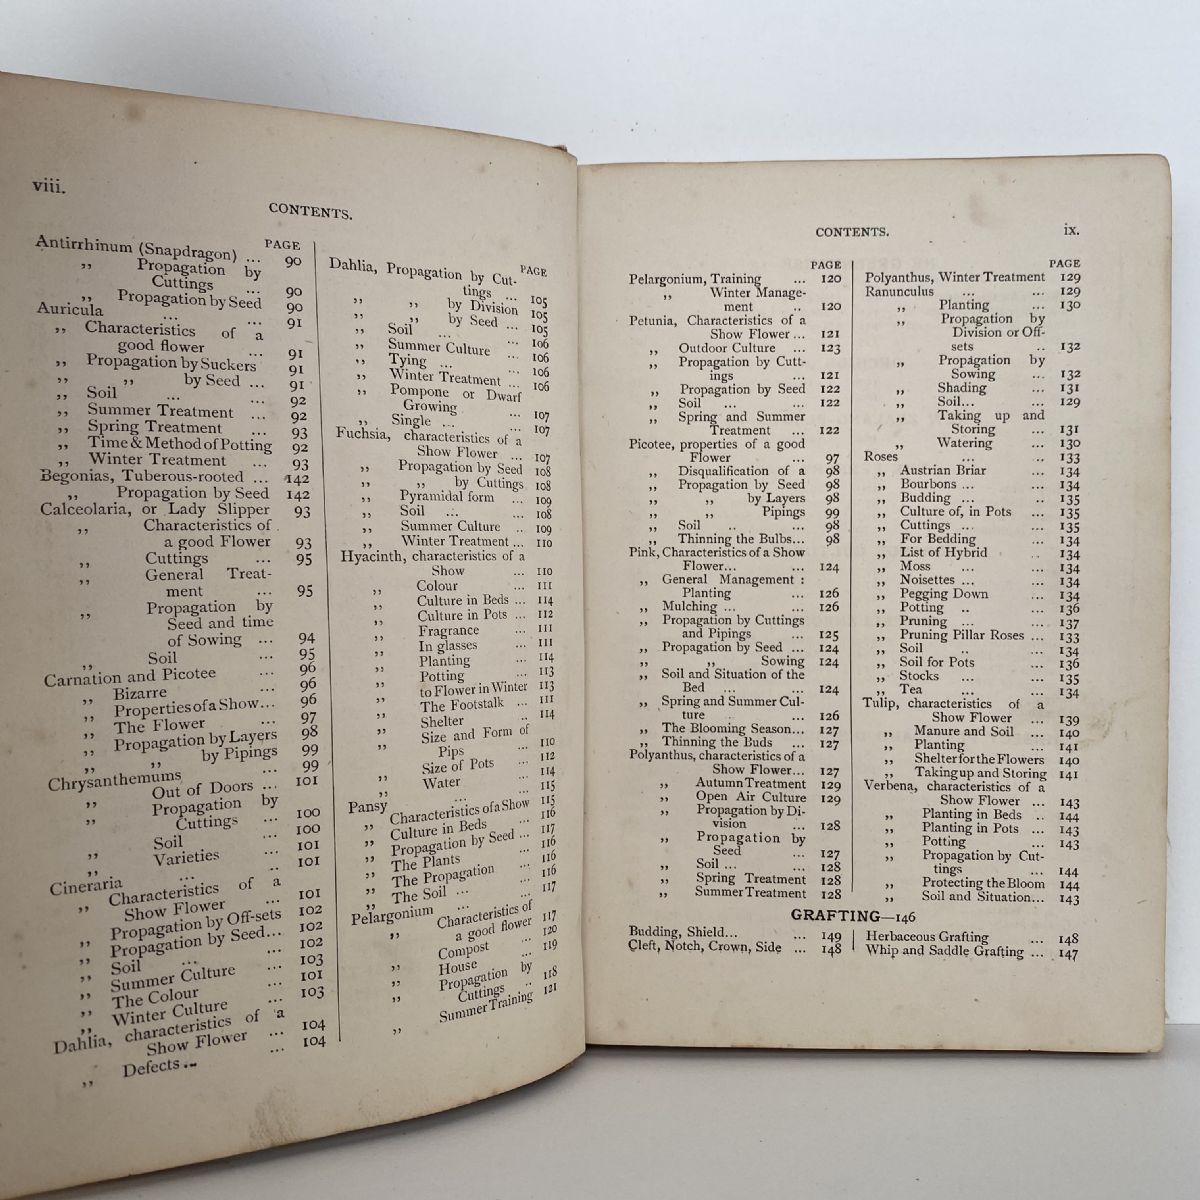 viii.
CONTENTS.
PAGE
Antirrhinum (Snapdragon) ... 90
,, Propagation by
Cuttings ... 90
,, Propagation by Seed 90
Auricula ... ... 91
,, Characteristics of a
good flower ... 91
,, Propagation by Suckers 91
,, ,, by Seed ... 91
,, Soil ... ... 92
,, Summer Treatment ... 92
,, Spring Treatment ... 93
,, Time & Method of Potting 92
,, Winter Treatment ... 93
Begonias, Tuberous-rooted ... 142
,, Propagation by Seed 142
Calceolaria, or Lady Slipper 93
,, Characteristics of
a good Flower 93
,, Cuttings ... 95
,, General Treat-
ment ... 95
,, Propagation by
Seed and time
of Sowing ... 94
,, Soil ... 95
Carnation and Picotee ... 96
,, Bizarre ... 96
,, Properties of a Show... 96
,, The Flower ... 97
,, Propagation by Layers 98
,, ,, by Pipings 99
Chrysanthemums ... 99
,, Out of Doors ... 101
,, Propagation by
Cuttings ... 100
,, Soil ... 100
,, Varieties ... 101
Cineraria ... ... 101
,, Characteristics of a
Show Flower ... 101
,, Propagation by Off-sets 102
,, Propagation by Seed... 102
,, Soil ... ... 102
,, Summer Culture ... 103
,, The Colour ... 101
,, Winter Culture ... 103
Dahlia, characteristics of a
Show Flower ... 104
,, Defects... ... 104
PAGE
Dahlia, Propagation by Cut-
tings ... 105
,, ,, by Division 105
,, ,, by Seed ... 105
,, Soil ... ... 106
,, Summer Culture ... 106
,, Tying ... ... 106
,, Winter Treatment ... 106
,, Pompone or Dwarf
Growing ... 107
,, Single ... ... 107
Fuchsia, characteristics of a
Show Flower ... 107
,, Propagation by Seed 108
,, ,, by Cuttings 108
,, Pyramidal form ... 109
,, Soil ... ... 108
,, Summer Culture .. 109
,, Winter Treatment ... 110
Hyacinth, characteristics of a
Show ... 110
,, Colour ... 111
,, Culture in Beds ... 114
,, Culture in Pots ... 112
,, Fragrance ... 111
,, In glasses ... 111
,, Planting ... 114
,, Potting ... 113
,, to Flower in Winter 113
,, The Footstalk ... 111
,, Shelter .. 114
,, Size and Form of
Pips ... 110
,, Size of Pots ... 112
,, Water ... 114
Pansy ... ... 115
,, Characteristics of a Show 115
,, Culture in Beds ... 116
,, Propagation by Seed ... 117
,, The Plants ... 116
,, The Propagation ... 116
,, The Soil ... ... 117
Pelargonium ...
,, Characteristics of
a good flower 117
,, Compost ... 120
,, House ... 119
,, Propagation by
Cuttings .. 118
,, Summer Training 121
CONTENTS. ix.
PAGE
Pelargonium, Training ... 120
,, Winter Manage-
ment .. 120
Petunia, Characteristics of a
Show Flower ... 121
,, Outdoor Culture ... 123
,, Propagation by Cutt-
ings ... 121
,, Propagation by Seed 122
,, Soil ... ... 122
,, Spring and Summer
Treatment ... 122
Picotee, properties of a good
Flower ... 97
,, Disqualification of a 98
,, Propagation by Seed 98
,, ,, by Layers 98
,, ,, Pipings 99
,, Soil .. ... 98
,, Thinning the Bulbs... 98
Pink, Characteristics of a Show
Flower... ... 124
,, General Management :
Planting ... 126
,, Mulching ... ... 126
,, Propagation by Cuttings
and Pipings ... 125
,, Propagation by Seed ... 124
,, ,, Sowing 124
,, Soil and Situation of the
Bed ... ... 124
,, Spring and Summer Cul-
ture ... ... 126
,, The Blooming Season... 127
,, Thinning the Buds ... 127
Polyanthus, characteristics of a
Show Flower... 127
,, Autumn Treatment 129
,, Open Air Culture 129
,, Propagation by Di-
vision ... 128
,, Propagation by
Seed ... 127
,, Soil ... ... 128
,, Spring Treatment 128
,, Summer Treatment 128
PAGE
Polyanthus, Winter Treatment 129
Ranunculus ... ... 129
,, Planting ... 130
,, Propagation by
Division or Off-
sets .. 132
,, Propagation by
Sowing ... 132
,, Shading ... 131
,, Soil... ... 129
,, Taking up and
Storing ... 131
,, Watering ... 130
Roses ... .. 133
,, Austrian Briar ... 134
,, Bourbons ... ... 134
,, Budding ... ... 135
,, Culture of, in Pots ... 135
,, Cuttings ... ... 135
,, For Bedding ... 134
,, List of Hybrid .. 134
,, Moss ... ... 134
,, Noisettes ... ... 134
,, Pegging Down ... 134
,, Potting .. ... 136
,, Pruning ... ... 137
,, Pruning Pillar Roses ... 133
,, Soil .. ... 134
,, Soil for Pots ... 136
,, Stocks ... ... 135
,, Tea ... ... 134
Tulip, characteristics of a
Show Flower ... 139
,, Manure and Soil ... 140
,, Planting ... 141
,, Shelter for the Flowers 140
,, Taking up and Storing 141
Verbena, characteristics of a
Show Flower ... 143
,, Planting in Beds .. 144
,, Planting in Pots ... 143
,, Potting ... 143
,, Propagation by Cut-
tings ... 144
,, Protecting the Bloom 144
,, Soil and Situation... 143
GRAFTING—146
Budding, Shield... ... 149
Cleft, Notch, Crown, Side ... 148
Herbaceous Grafting ... 148
Whip and Saddle Grafting ... 147